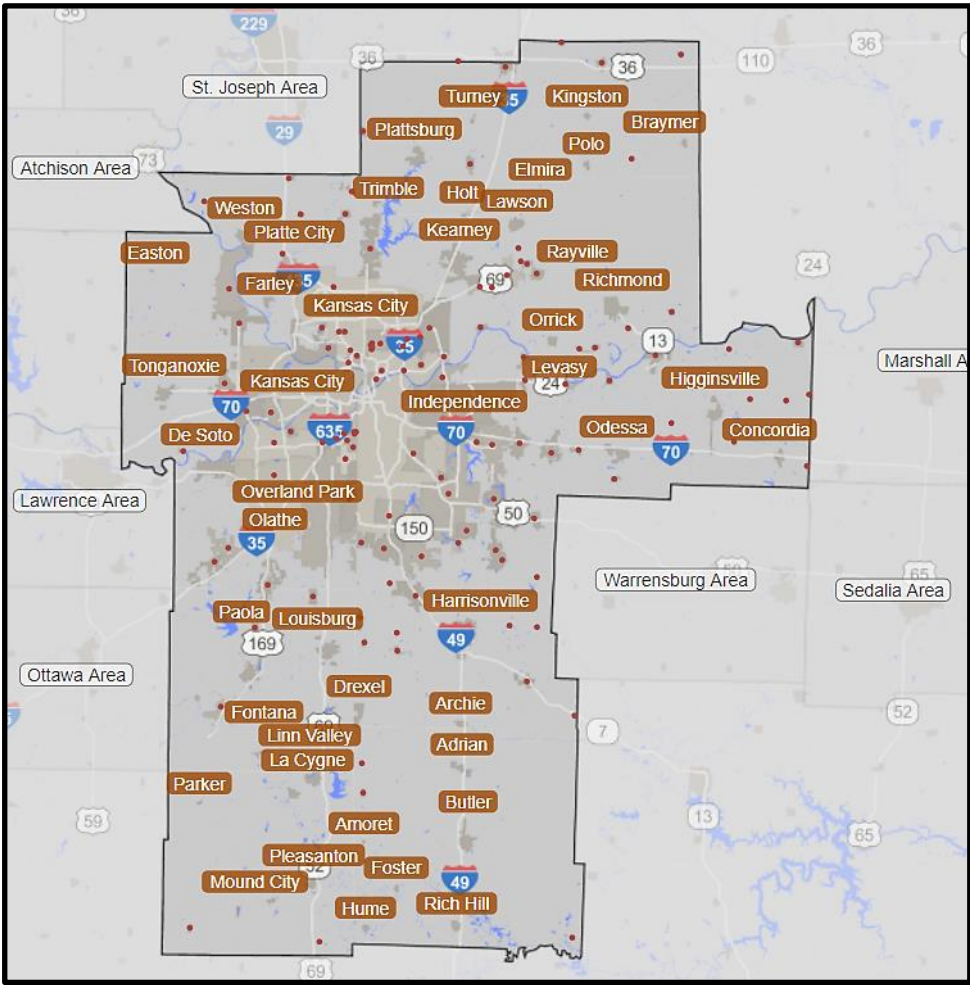 36
229
36
36
36
110
St. Joseph Area
Turney
35
Kingston
Braymer
29
Plattsburg
Polo
73
Atchison Area
Elmira
Trimble
Holt
Lawson
Weston
Platte City
Kearney
Easton
Rayville
24
Farley
69
Richmond
Kansas City
Orrick
35
13
Tonganoxie
Levasy
Marshall A
Kansas City
24
Higginsville
70
Independence
De Soto
635
70
Odessa
Concordia
70
Overland Park
Lawrence Area
Olathe
150
50
35
Warrensburg Area
65
Sedalia Area
Paola
Louisburg
Harrisonville
169
49
Ottawa Area
Drexel
Archie
Fontana
52
7
Linn Valley
Adrian
La Cygne
Parker
Butler
59
Amoret
13
65
Pleasanton
Foster
Mound City
49
Hume
Rich Hill
69